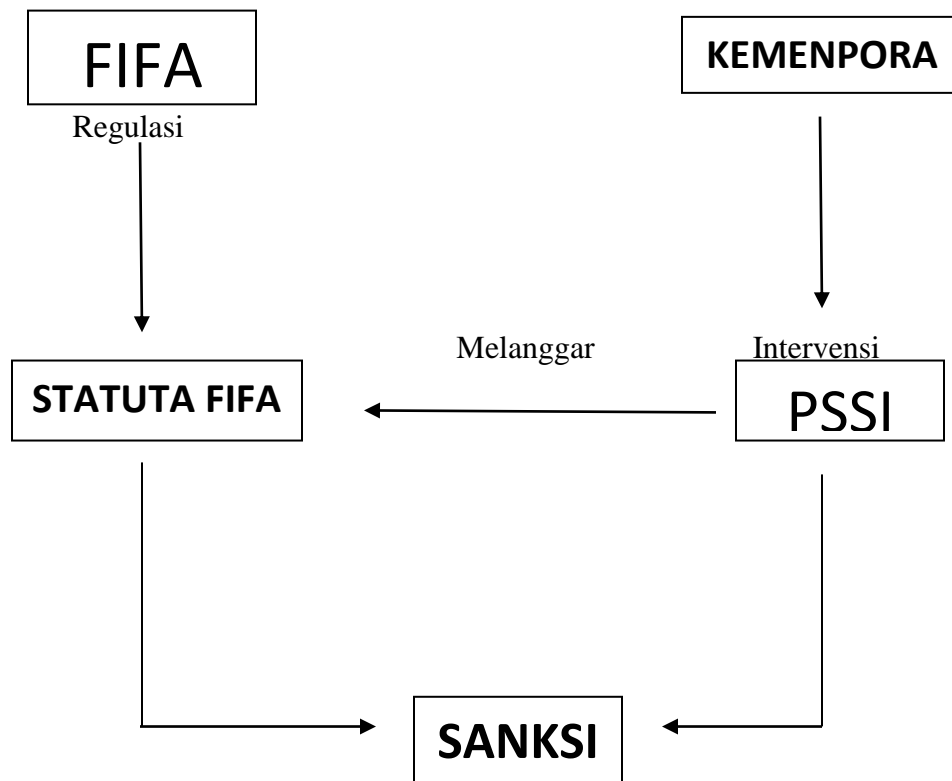 FIFA
KEMENPORA
Regulasi
Melanggar
Intervensi
STATUTA FIFA
PSSI
SANKSI